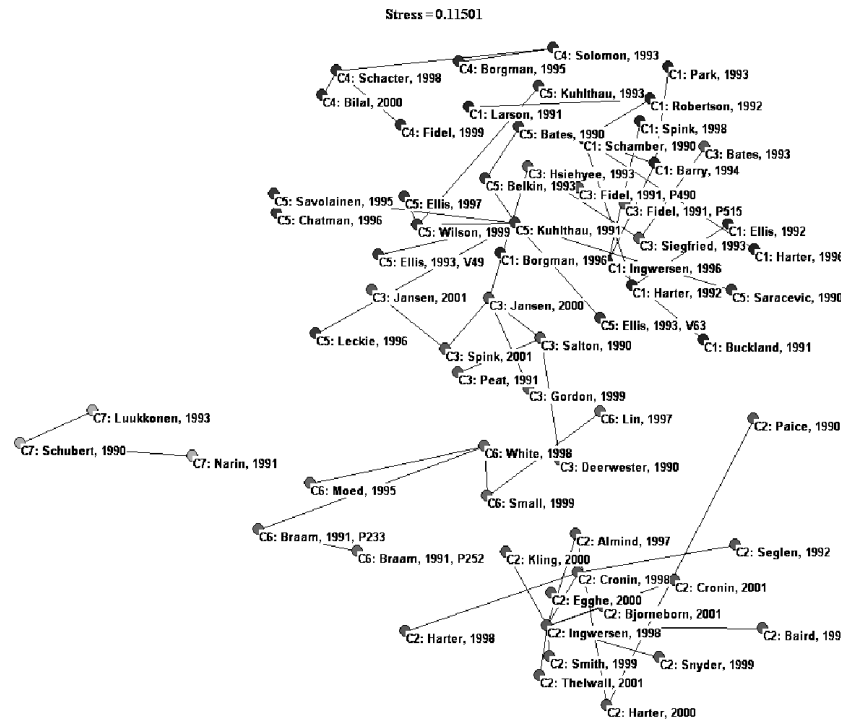 Stress = 0.11501
C4: Solomon, 1993
C4: Borgman, 1995
C4: Schacter, 1998
C1: Park, 1993
C5: Kuhlthau, 1993
C4: Bilal, 2000
C1: Robertson, 1992
C1: Larson, 1991
C4: Fidel, 1999
C1: Spink, 1998
C5: Bates, 1990
C1: Schamber, 1990
C3: Bates, 1993
C1: Barry, 1994
C3: Hsiehyee, 1993
C5: Belkin, 1993
C3: Fidel, 1991, P490
C5: Savolainen, 1995
C5: Ellis, 1997
C3: Fidel, 1991, P515
C5: Chatman, 1996
C5: Wilson, 1999
C5: Kuhlthau, 1991
C1: Ellis, 1992
C3: Siegfried, 1993
C1: Harter, 1996
C5: Ellis, 1993, V49
C1: Borgman, 1996
C1: Ingwersen, 1996
C3: Jansen, 2001
C1: Harter, 1992
C5: Saracevic, 1990
C3: Jansen, 2000
C5: Ellis, 1993, V63
C5: Leckie, 1996
C3: Salton, 1990
C1: Buckland, 1991
C3: Spink, 2001
C3: Peat, 1991
C3: Gordon, 1999
C7: Luukkonen, 1993
C6: Lin, 1997
C2: Paice, 1990
C7: Schubert, 1990
C6: White, 1998
C7: Narin, 1991
C3: Deerwester, 1990
C6: Moed, 1995
C6: Small, 1999
C6: Braam, 1991, P233
C2: Almind, 1997
C6: Braam, 1991, P252
C2: Kling, 2000
C2: Seglen, 1992
C2: Cronin, 1998
C2: Cronin, 2001
C2: Egghe, 2000
C2: Bjorneborn, 2001
C2: Harter, 1998
C2: Ingwersen, 1998
C2: Baird, 199
C2: Smith, 1999
C2: Snyder, 1999
C2: Thelwall, 2001
C2: Harter, 2000